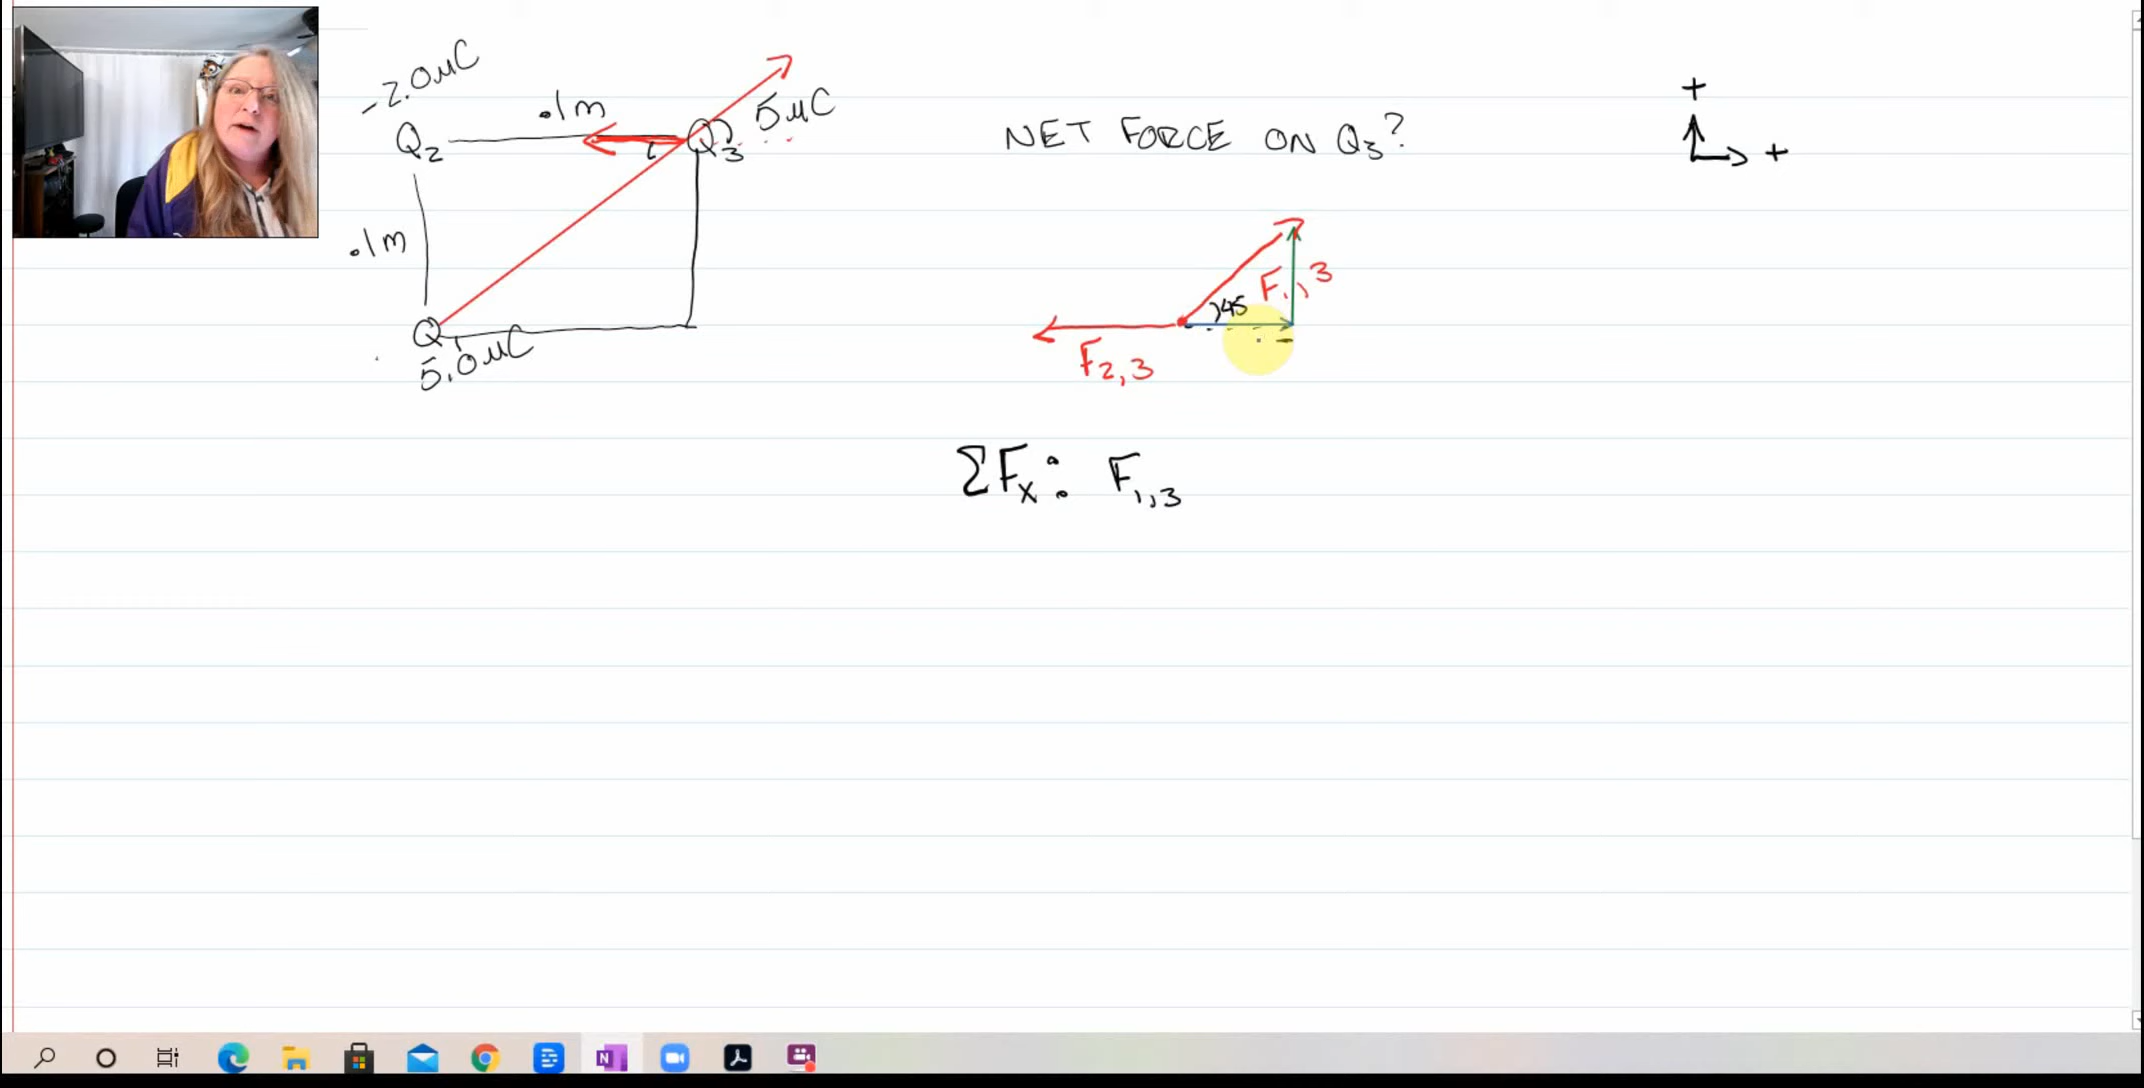 -2.0μC
.1m
5μC
Q2
Q3
.1m
Q1
5.0μC
NET FORCE ON Q3?
+
+
F1,3
45
F2,3
ΣFx: F1,3